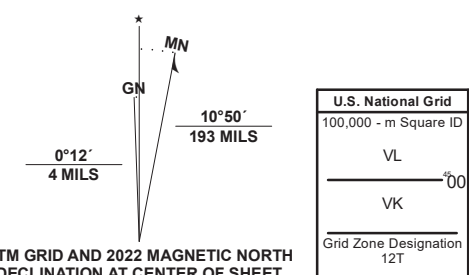 ★
MN
GN
10°50´
193 MILS
0°12´
4 MILS
TM GRID AND 2022 MAGNETIC NORTH
DECLINATION AT CENTER OF SHEET
U.S. National Grid
100,000 - m Square ID
VL
4500
VK
Grid Zone Designation
12T